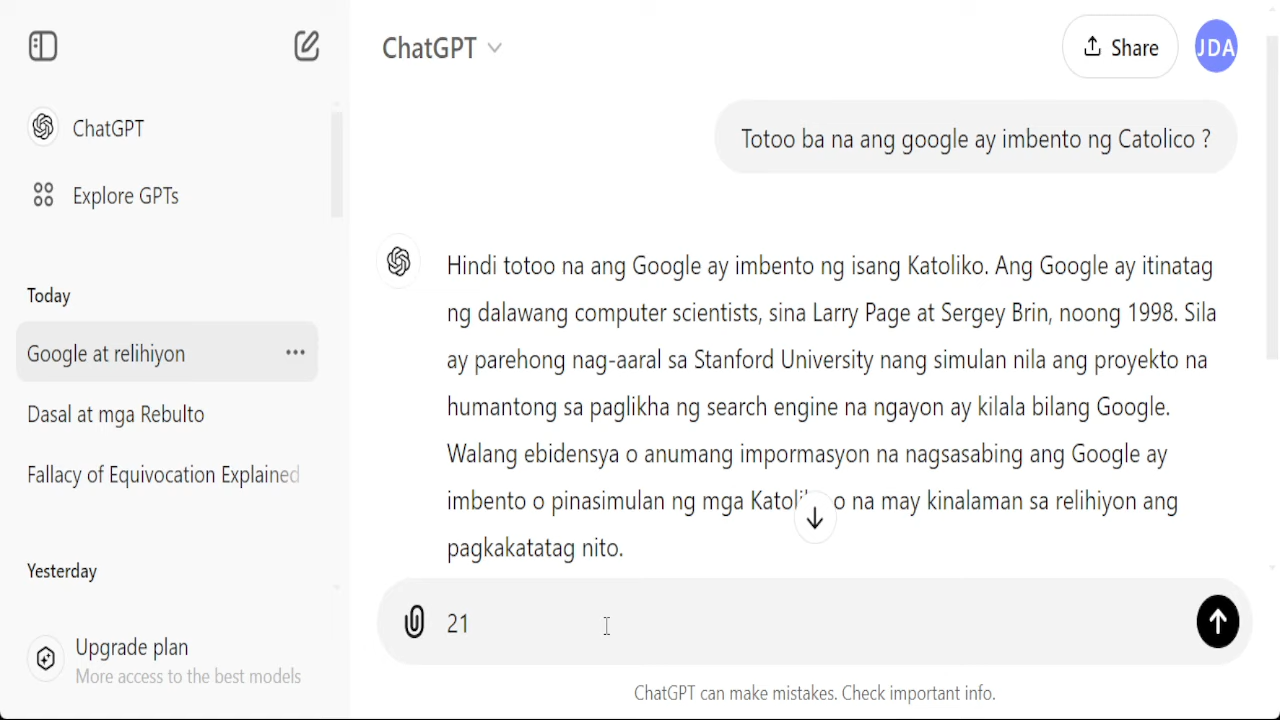 ChatGPT
Share
JDA
ChatGPT
Explore GPTs
Today
Google at relihiyon
Dasal at mga Rebulto
Fallacy of Equivocation Explained
Yesterday
Upgrade plan
More access to the best models
Totoo ba na ang google ay imbento ng Catolico ?
Hindi totoo na ang Google ay imbento ng isang Katoliko. Ang Google ay itinatag
ng dalawang computer scientists, sina Larry Page at Sergey Brin, noong 1998. Sila
ay parehong nag-aaral sa Stanford University nang simulan nila ang proyekto na
humantong sa paglikha ng search engine na ngayon ay kilala bilang Google.
Walang ebidensya o anumang impormasyon na nagsasabing ang Google ay
imbento o pinasimulan ng mga o na may kinalaman sa relihiyon ang
pagkakatatag nito.
21
ChatGPT can make mistakes. Check important info.